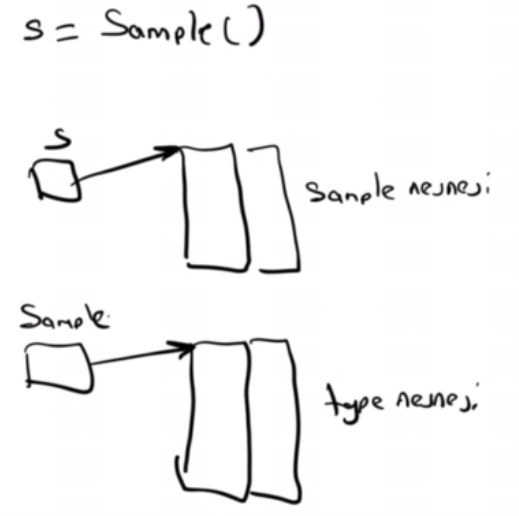 s = Sample()
s
Sample nesnesi
Sample
type nesnesi